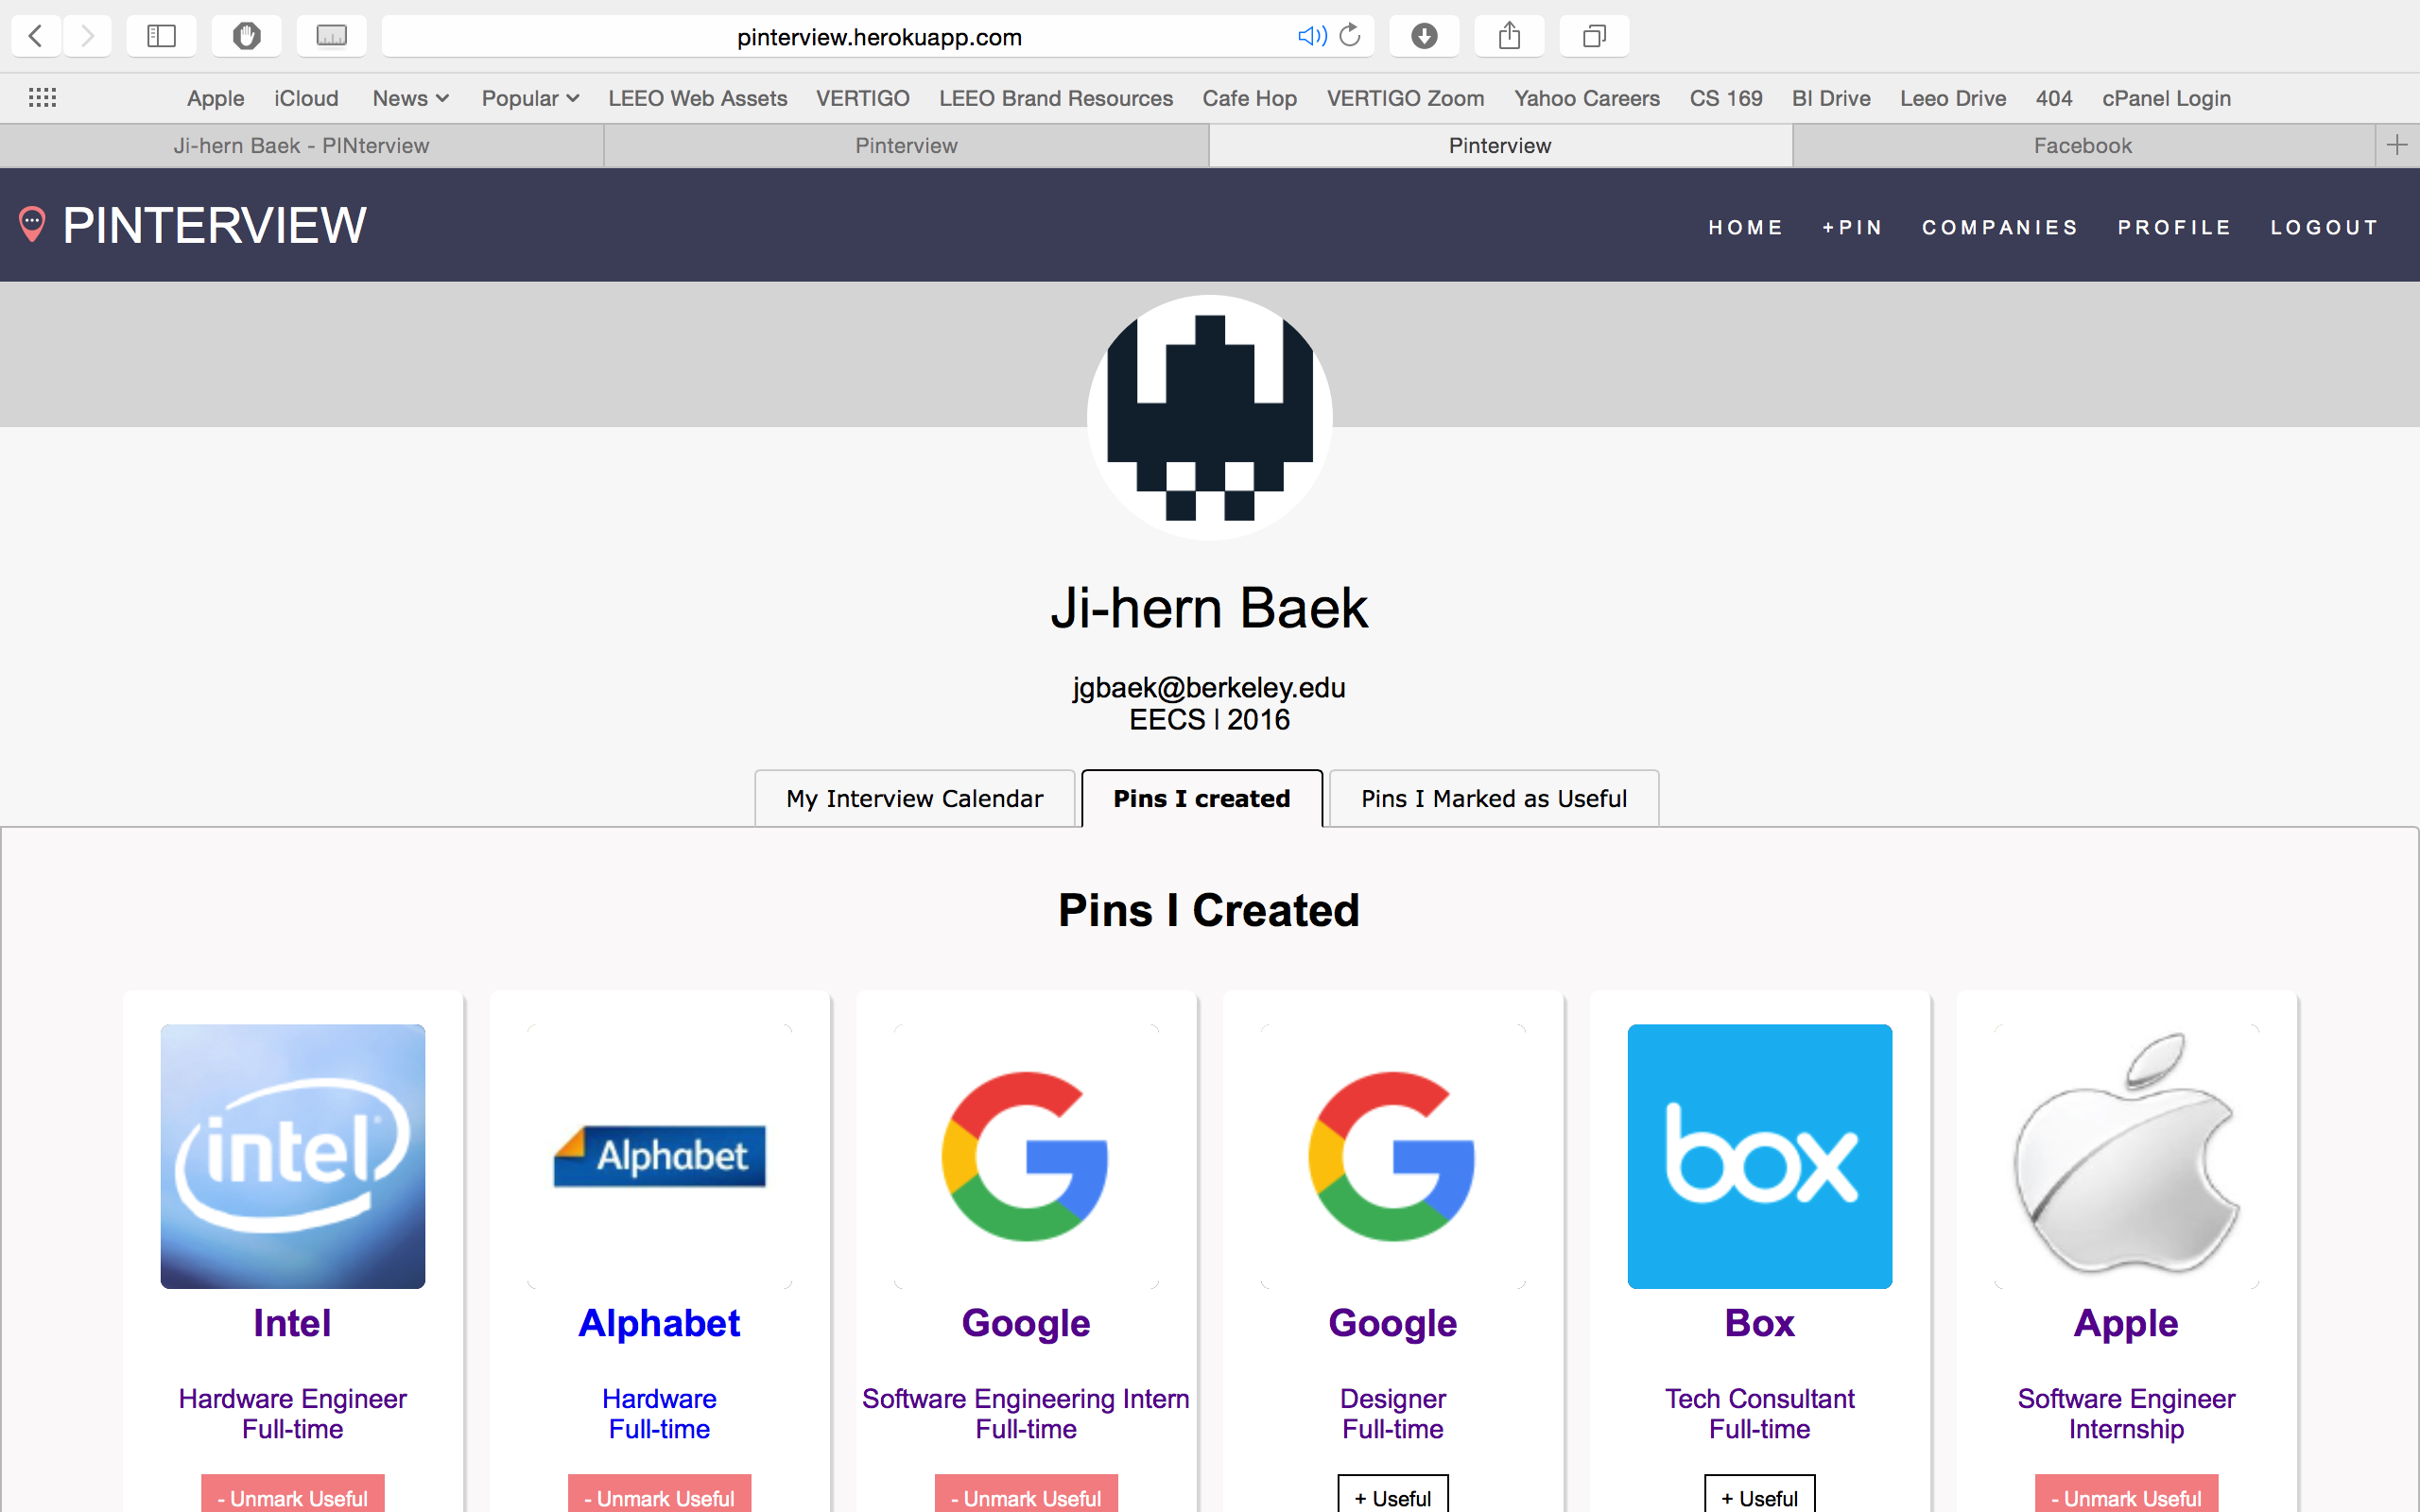 pinterview.herokuapp.com
Apple iCloud News Popular LEEO Web Assets VERTIGO LEEO Brand Resources Cafe Hop VERTIGO Zoom Yahoo Careers CS 169 BI Drive Leeo Drive 404 cPanel Login
Ji-hern Baek - PINterview Pinterview Pinterview Facebook
PINTERVIEW HOME +PIN COMPANIES PROFILE LOGOUT
Ji-hern Baek
jgbaek@berkeley.edu
EECS | 2016
My Interview Calendar Pins I created Pins I Marked as Useful
Pins I Created
intel Alphabet box
Intel Alphabet Google Google Box Apple
Hardware Engineer Hardware Software Engineering Intern Designer Tech Consultant Software Engineer
Full-time Full-time Full-time Full-time Full-time Internship
- Unmark Useful - Unmark Useful - Unmark Useful + Useful + Useful - Unmark Useful